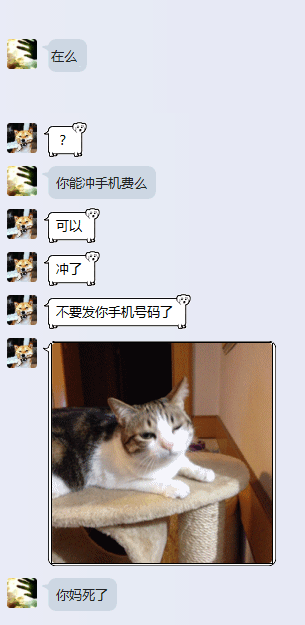 在么
？
你能冲手机费么
可以
冲了
不要发你手机号码了
你妈死了